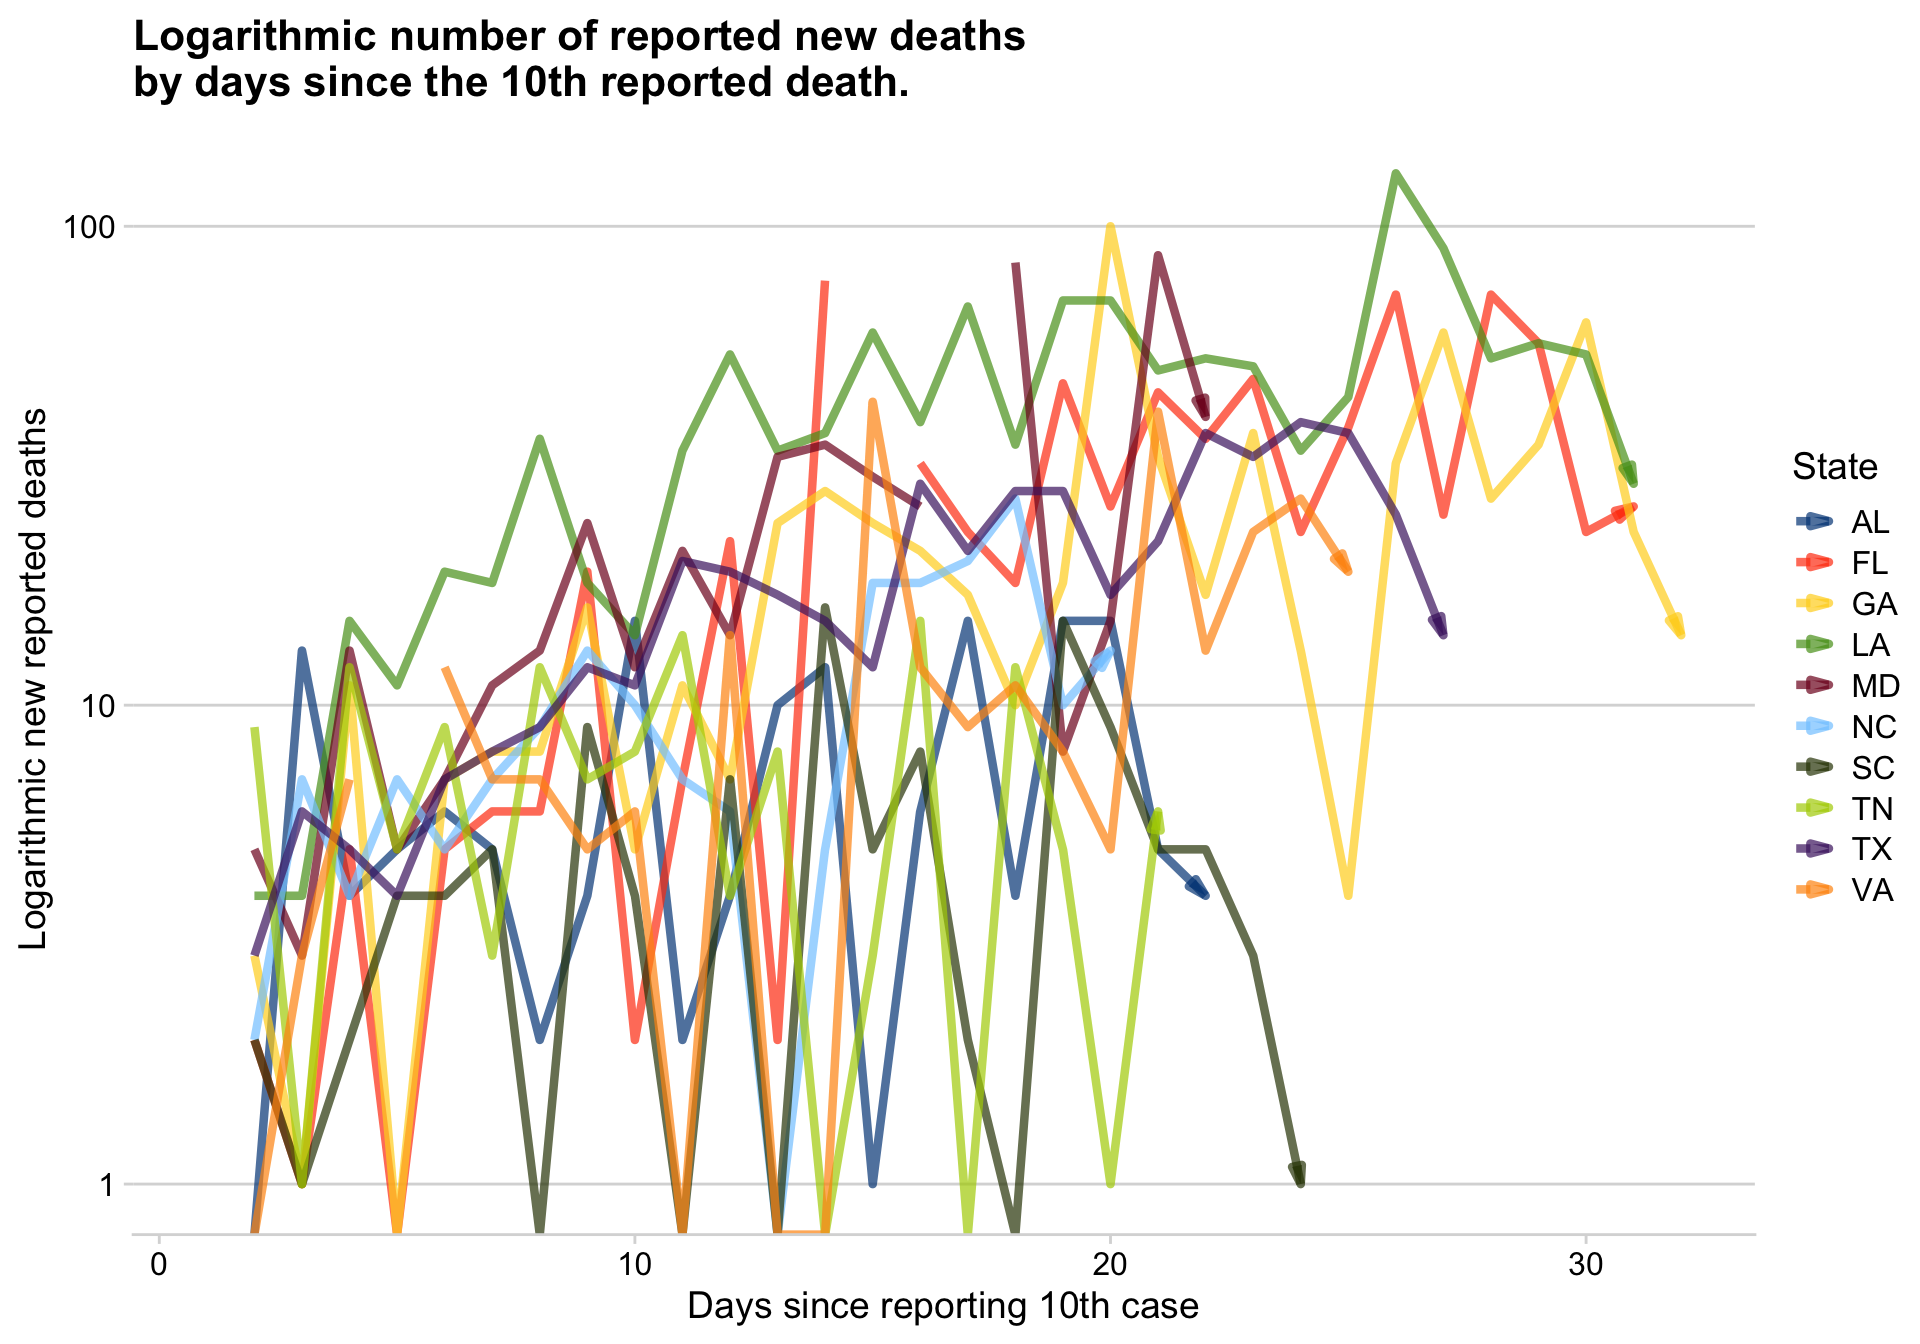 Logarithmic number of reported new deaths
by days since the 10th reported death.
Logarithmic new reported deaths
100
10
1
0
10
20
30
Days since reporting 10th case
State
AL
FL
GA
LA
MD
NC
SC
TN
TX
VA